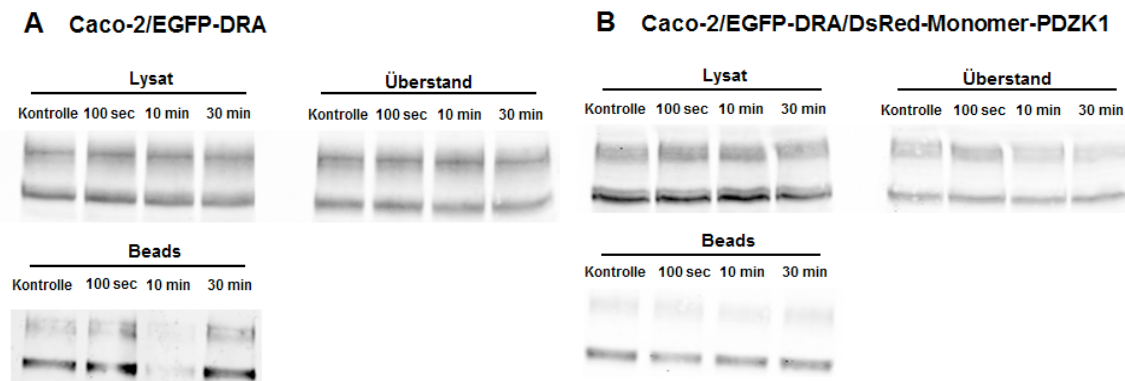 A Caco-2/EGFP-DRA
Lysat
Kontrolle 100 sec 10 min 30 min
Überstand
Kontrolle 100 sec 10 min 30 min
Beads
Kontrolle 100 sec 10 min 30 min
B Caco-2/EGFP-DRA/DsRed-Monomer-PDZK1
Lysat
Kontrolle 100 sec 10 min 30 min
Überstand
Kontrolle 100 sec 10 min 30 min
Beads
Kontrolle 100 sec 10 min 30 min